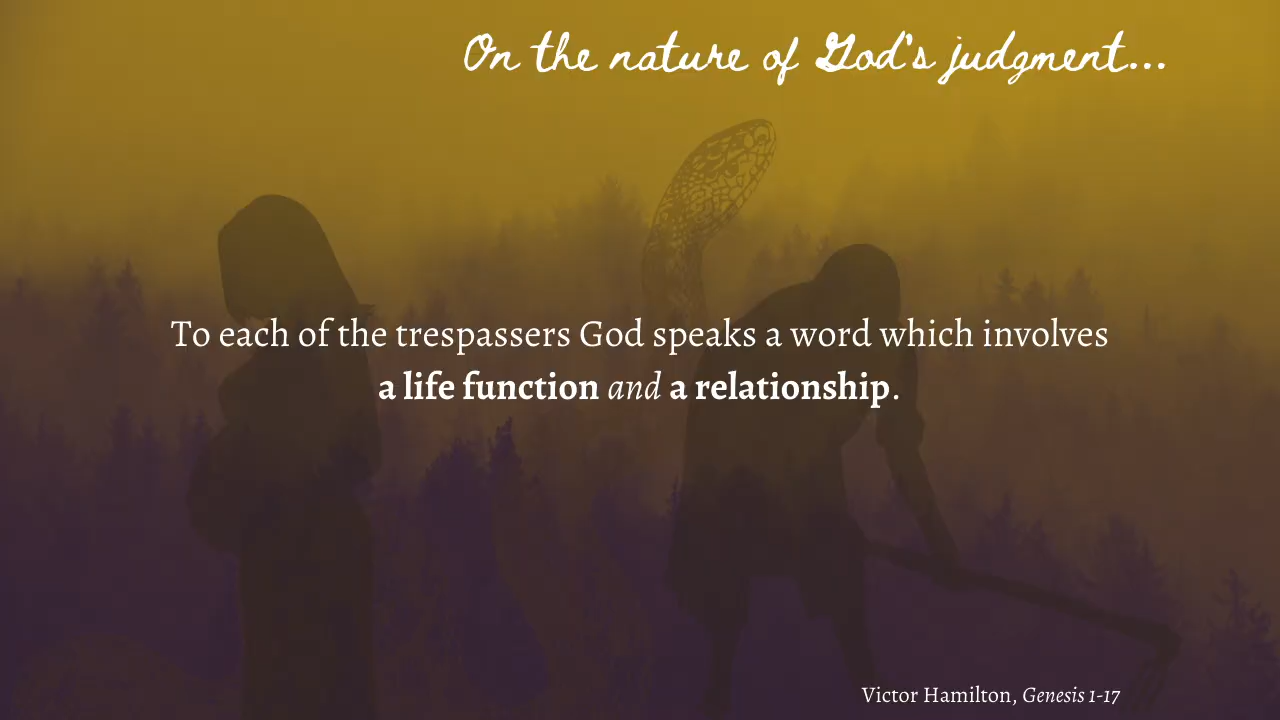 On the nature of God's judgment...
To each of the trespassers God speaks a word which involves
a life function and a relationship.
Victor Hamilton, Genesis 1-17